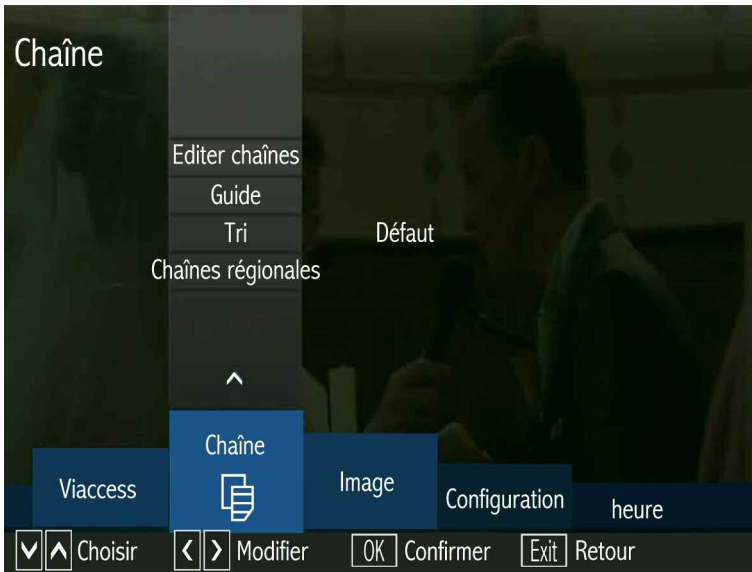 Chaîne
Editer chaînes
Guide
Tri Défaut
Chaînes régionales
Chaîne
Viaccess
Image
Configuration
heure
Choisir Modifier OK Confirmer Exit Retour